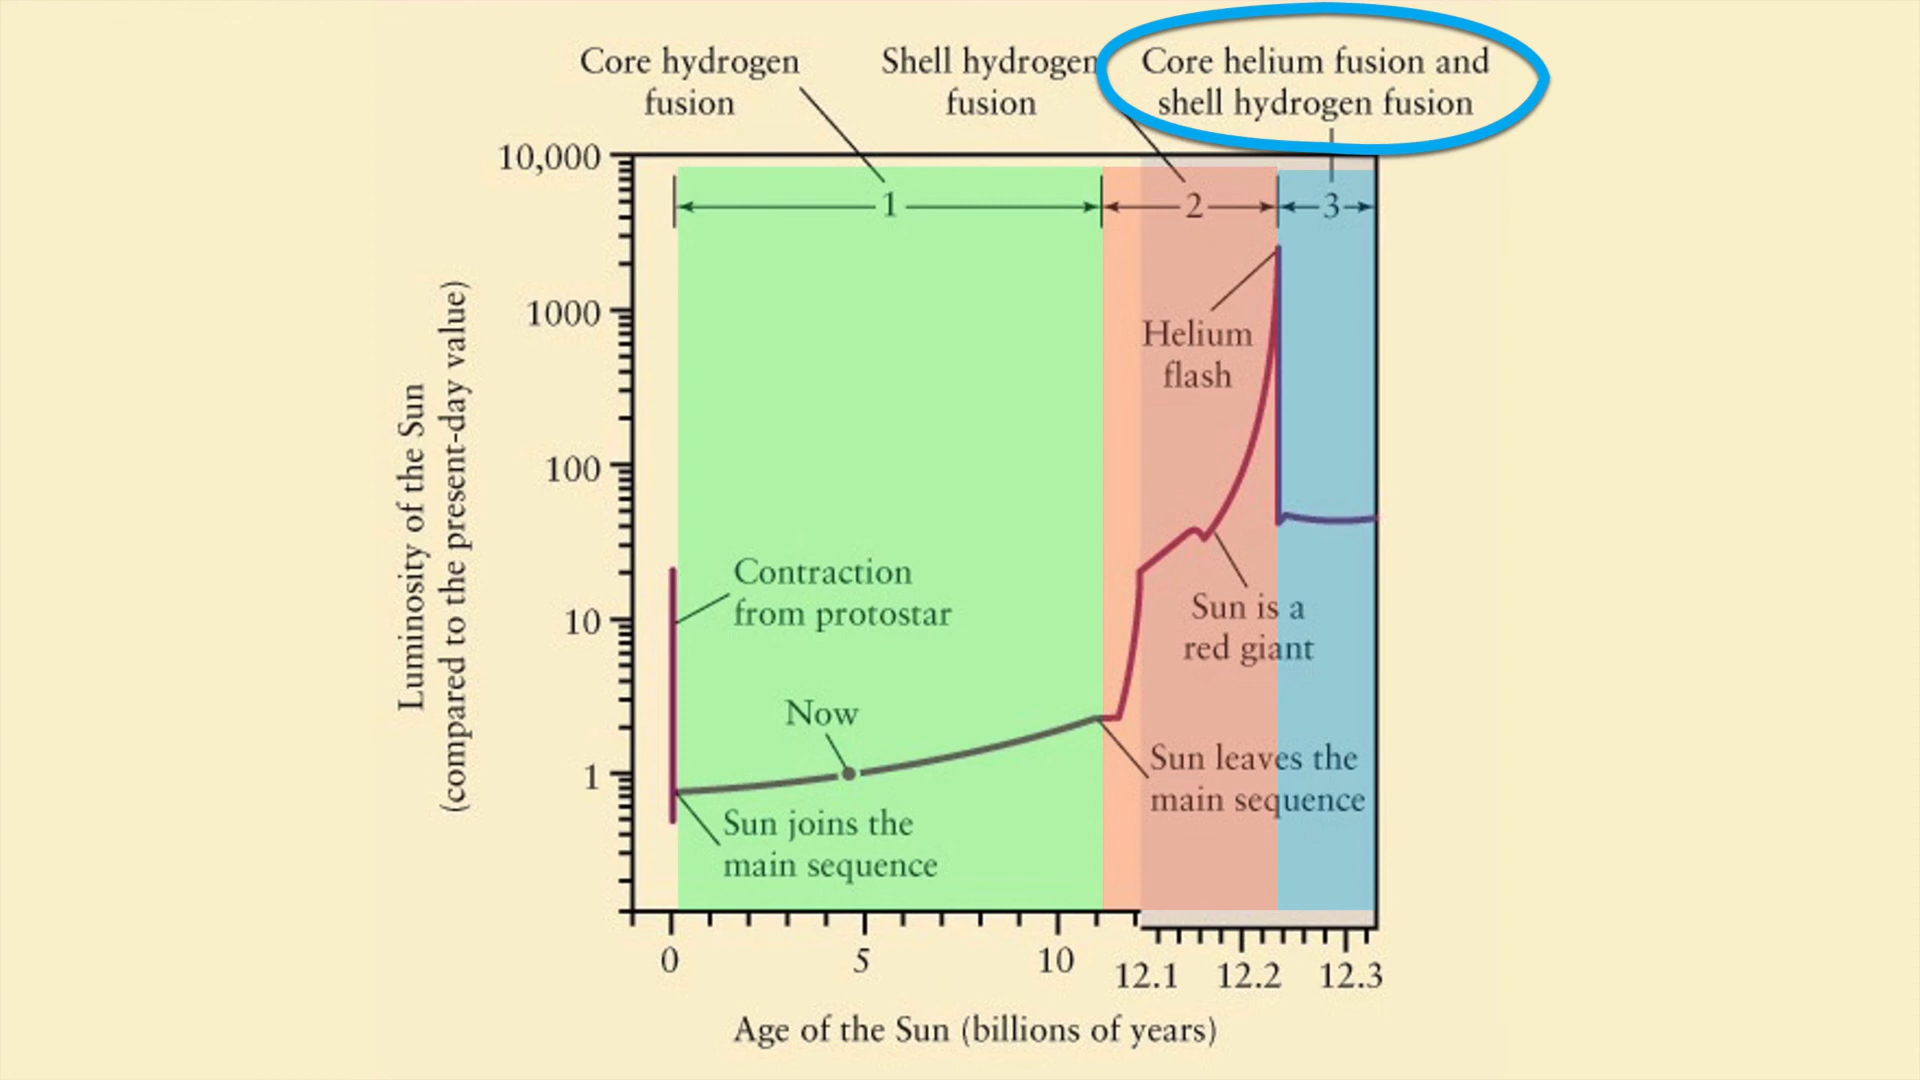 Core hydrogen
fusion
Shell hydrogen
fusion
Core helium fusion and
shell hydrogen fusion
10,000
1000
100
10
1
1
2
3
Helium
flash
Contraction
from protostar
Sun is a
red giant
Now
Sun leaves the
main sequence
Sun joins the
main sequence
Luminosity of the Sun
(compared to the present-day value)
0
5
10
12.1
12.2
12.3
Age of the Sun (billions of years)